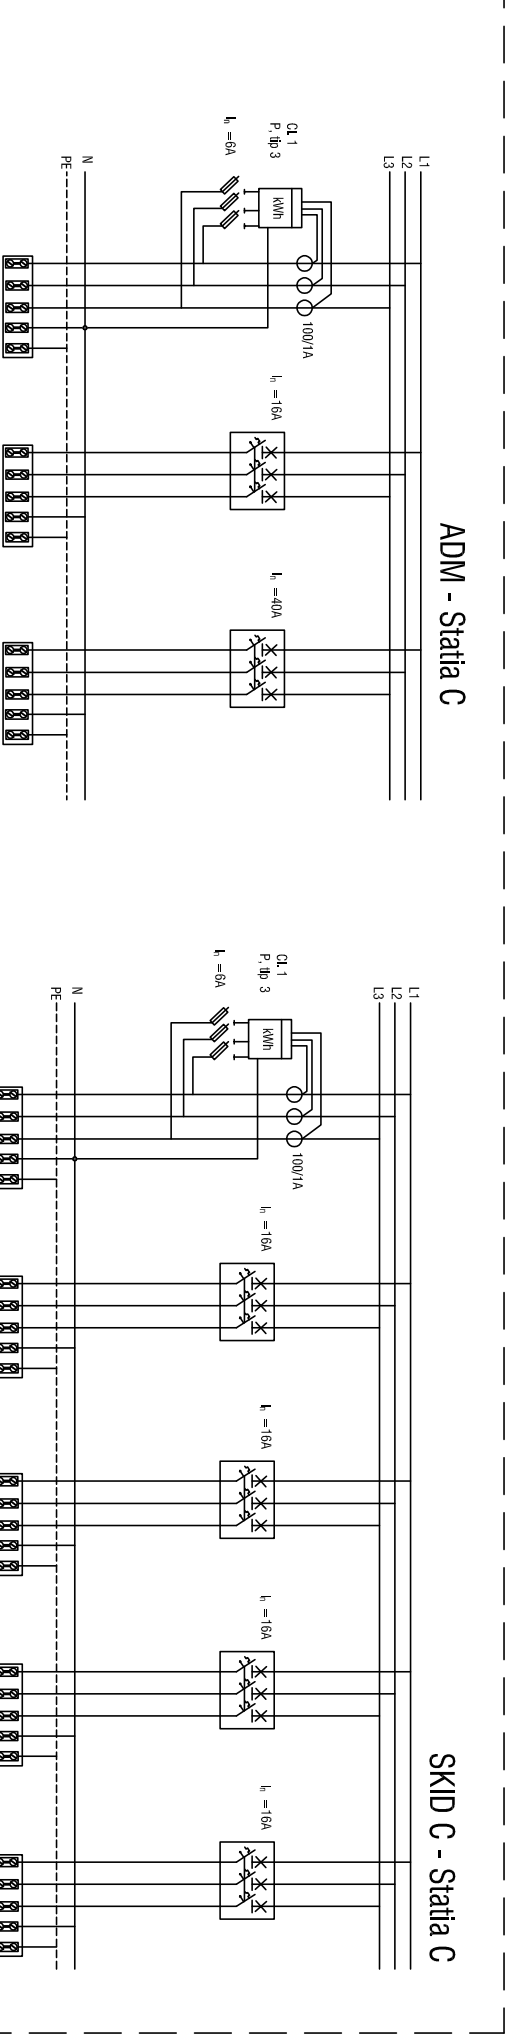 ADM - Statia C
L1
L2
L3
Cl. 1
P, tip 3
In = 6A
kWh
100/1A
N
PE
In = 16A
In = 40A
SKID C - Statia C
L1
L2
L3
Cl. 1
P, tip 3
In = 6A
kWh
100/1A
N
PE
In = 16A
In = 16A
In = 16A
In = 16A